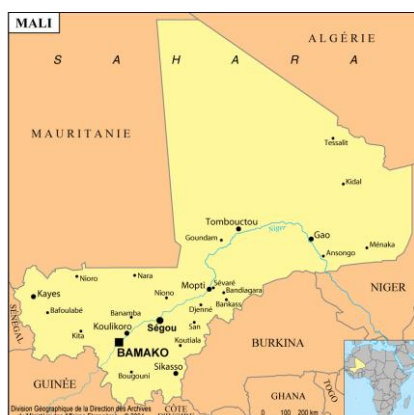 MALI
ALGÉRIE
S A H A R A
MAURITANIE
Tessalit
Kidal
Tombouctou
Niger
Goundam
Gao
Ansongo
Ménaka
Nioro
Nara
Mopti
Sévaré
Bandiagara
Kayes
Niono
Bankass
NIGER
SÉNÉGAL
Bafoulabé
Banamba
Djenné
Ségou
San
Koulikoro
Kita
Koutiala
BURKINA
BAMAKO
Sikasso
Bougouni
GUINÉE
GHANA
TOGO
CÔTE
Division Géographique de la Direction des Archives
0 100 200 km